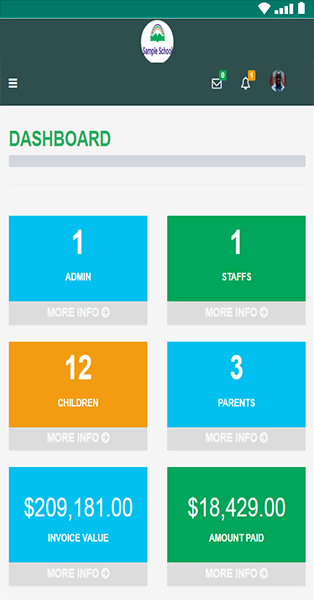 Sample School
0
1
DASHBOARD
1
ADMIN
MORE INFO
1
STAFFS
MORE INFO
12
CHILDREN
MORE INFO
3
PARENTS
MORE INFO
$209,181.00
INVOICE VALUE
MORE INFO
$18,429.00
AMOUNT PAID
MORE INFO